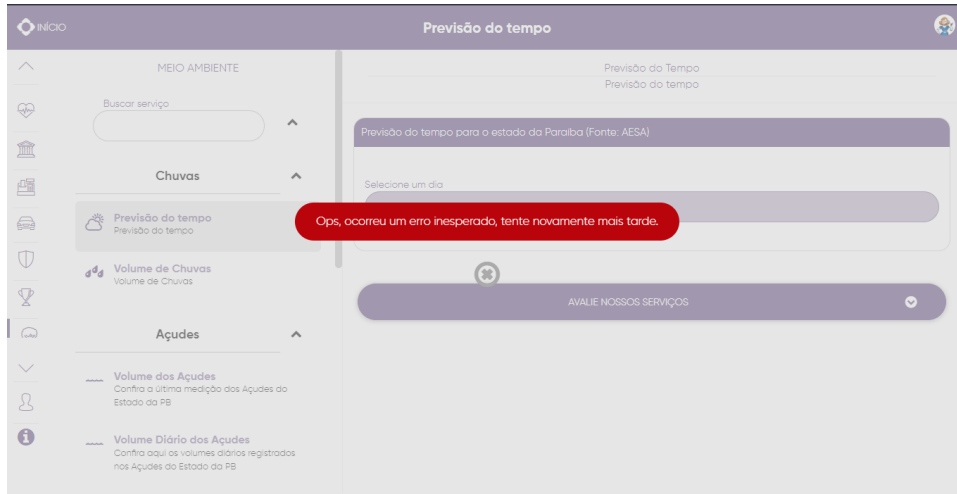 INÍCIO
Previsão do tempo
MEIO AMBIENTE
Buscar serviço
Chuvas
Previsão do tempo
Previsão do tempo
Volume de Chuvas
Volume de Chuvas
Açudes
Volume dos Açudes
Confira a última medição dos Açudes do
Estado da PB
Volume Diário dos Açudes
Confira aqui os volumes diários registrados
nos Açudes do Estado da PB
Previsão do Tempo
Previsão do tempo
Previsão do tempo para o estado da Paraíba (Fonte: AESA)
Selecione um dia
Ops, ocorreu um erro inesperado, tente novamente mais tarde.
AVALIE NOSSOS SERVIÇOS